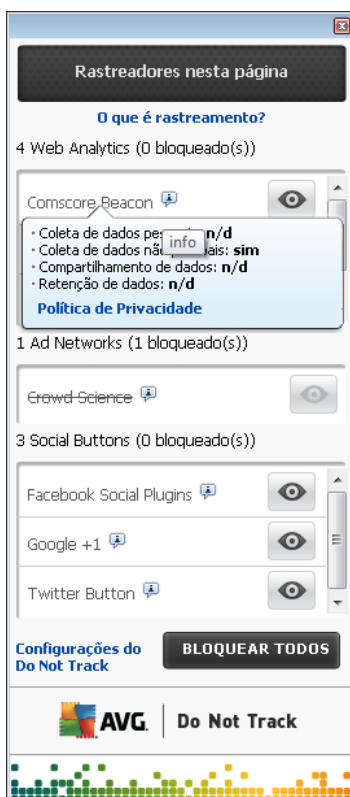 Rastreadores nesta página
O que é rastreamento?
4 Web Analytics (0 bloqueado(s))
Comscore Beacon
· Coleta de dados pes n/d
info
· Coleta de dados não ais: sim
· Compartilhamento de dados: n/d
· Retenção de dados: n/d
Política de Privacidade
1 Ad Networks (1 bloqueado(s))
Crowd Science
3 Social Buttons (0 bloqueado(s))
Facebook Social Plugins
Google +1
Twitter Button
Configurações do
Do Not Track
BLOQUEAR TODOS
AVG. Do Not Track